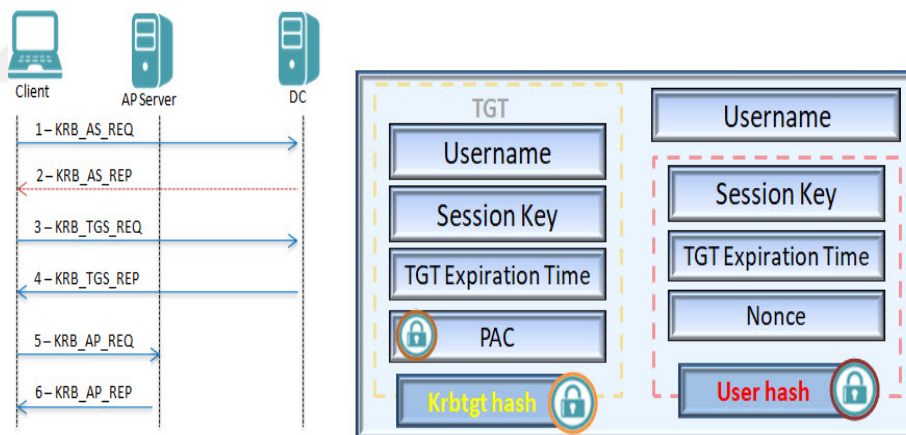 Client
AP Server
DC
1 – KRB_AS_REQ
2 – KRB_AS_REP
3 – KRB_TGS_REQ
4 – KRB_TGS_REP
5 – KRB_AP_REQ
6 – KRB_AP_REP
TGT
Username
Session Key
TGT Expiration Time
PAC
Krbtgt hash
Username
Session Key
TGT Expiration Time
Nonce
User hash